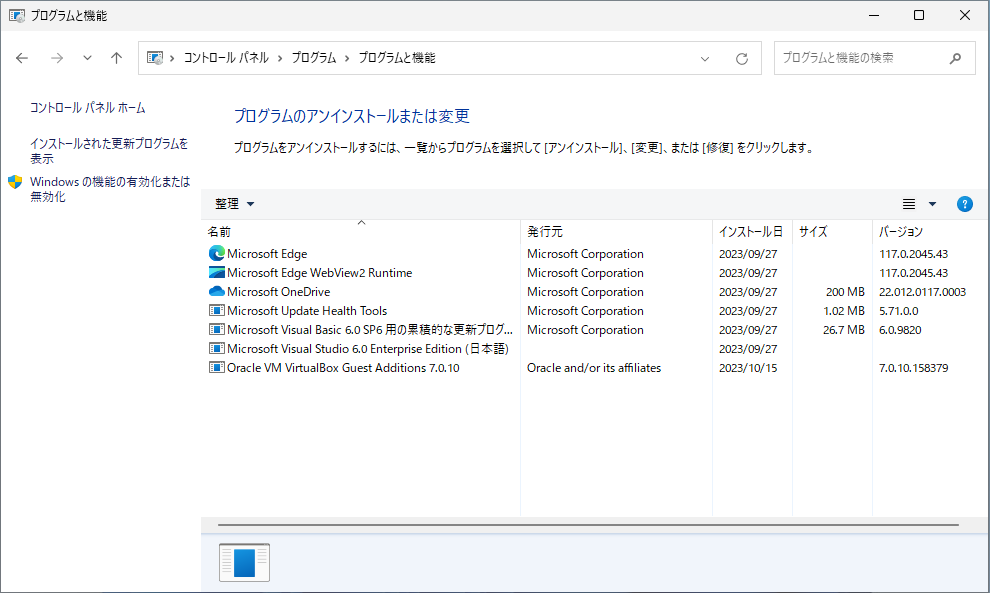 プログラムと機能
コントロール パネル › プログラム › プログラムと機能
プログラムと機能の検索
コントロール パネル ホーム
インストールされた更新プログラムを
表示
Windows の機能の有効化または
無効化
プログラムのアンインストールまたは変更
プログラムをアンインストールするには、一覧からプログラムを選択して [アンインストール]、[変更]、または [修復] をクリックします。
整理
名前 発行元 インストール日 サイズ バージョン
Microsoft Edge Microsoft Corporation 2023/09/27 117.0.2045.43
Microsoft Edge WebView2 Runtime Microsoft Corporation 2023/09/27 117.0.2045.43
Microsoft OneDrive Microsoft Corporation 2023/09/27 200 MB 22.012.0117.0003
Microsoft Update Health Tools Microsoft Corporation 2023/09/27 1.02 MB 5.71.0.0
Microsoft Visual Basic 6.0 SP6 用の累積的な更新プログ... Microsoft Corporation 2023/09/27 26.7 MB 6.0.9820
Microsoft Visual Studio 6.0 Enterprise Edition (日本語) 2023/09/27
Oracle VM VirtualBox Guest Additions 7.0.10 Oracle and/or its affiliates 2023/10/15 7.0.10.158379